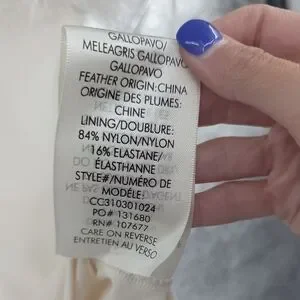 GALLOPAVO/
MELEAGRIS GALLOPAVO
GALLOPAVO
FEATHER ORIGIN:CHINA
ORIGINE DES PLUMES:
CHINE
LINING/DOUBLURE:
84% NYLON/NYLON
16% ELASTANE/
ÉLASTHANNE
STYLE#/NUMÉRO DE
MODÉLE:
CC310301024
PO# 131680
RN# 107677
CARE ON REVERSE
ENTRETIEN AU VERSO